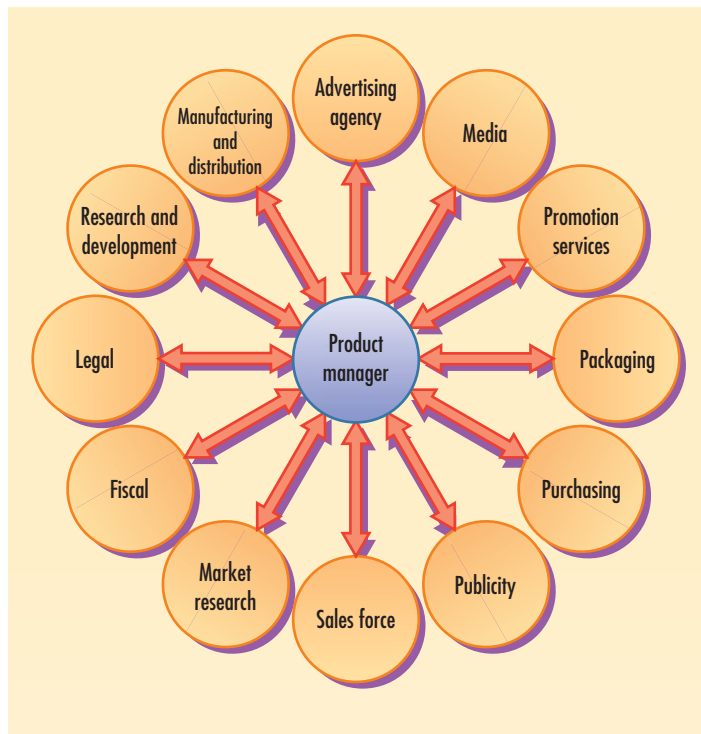 Advertising
agency
Media
Promotion
services
Packaging
Purchasing
Publicity
Sales force
Market
research
Fiscal
Legal
Research and
development
Manufacturing
and
distribution
Product
manager